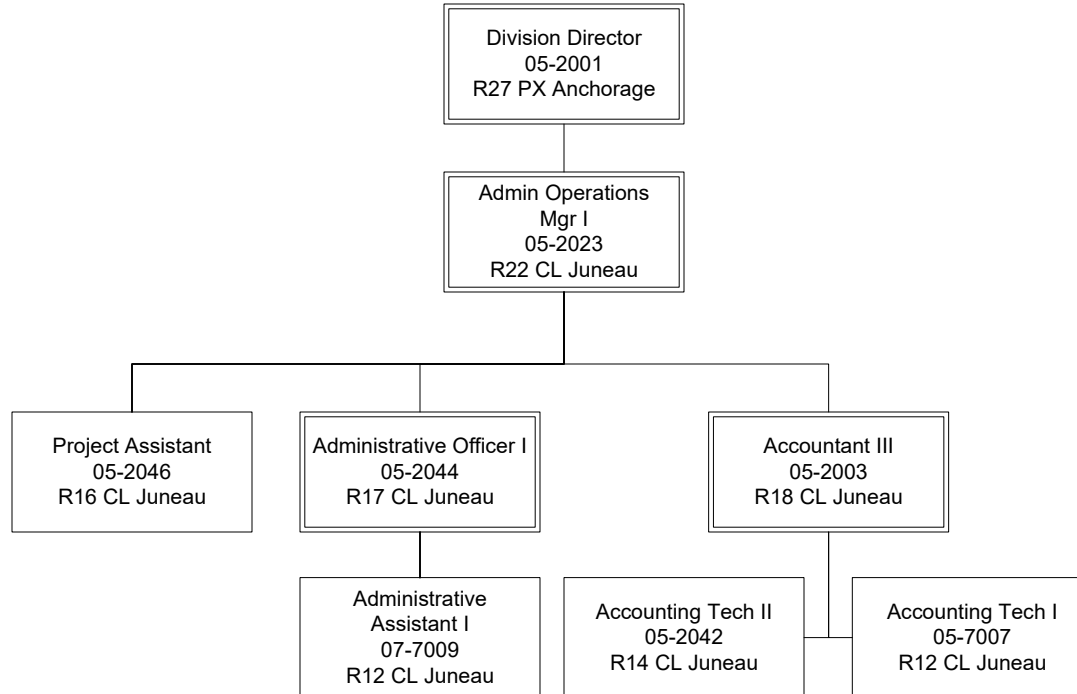 Division Director
05-2001
R27 PX Anchorage
Admin Operations
Mgr I
05-2023
R22 CL Juneau
Project Assistant
05-2046
R16 CL Juneau
Administrative Officer I
05-2044
R17 CL Juneau
Accountant III
05-2003
R18 CL Juneau
Administrative
Assistant I
07-7009
R12 CL Juneau
Accounting Tech II
05-2042
R14 CL Juneau
Accounting Tech I
05-7007
R12 CL Juneau